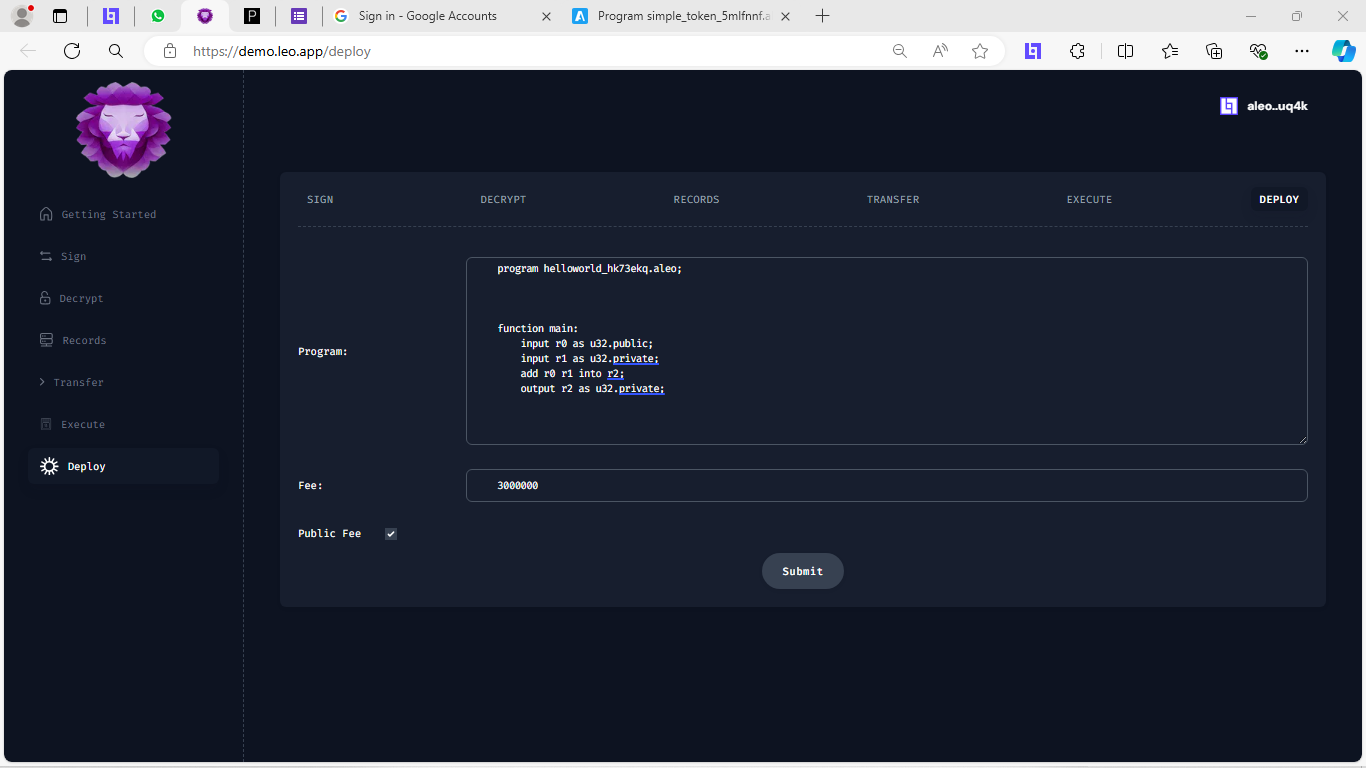 Sign in - Google Accounts
Program simple_token_5mlfnnf.a
https://demo.leo.app/deploy
aleo..uq4k
Getting Started
Sign
Decrypt
Records
Transfer
Execute
Deploy
SIGN DECRYPT RECORDS TRANSFER EXECUTE DEPLOY
Program:
program helloworld_hk73ekq.aleo;
function main:
input r0 as u32.public;
input r1 as u32.private;
add r0 r1 into r2;
output r2 as u32.private;
Fee:
3000000
Public Fee
Submit